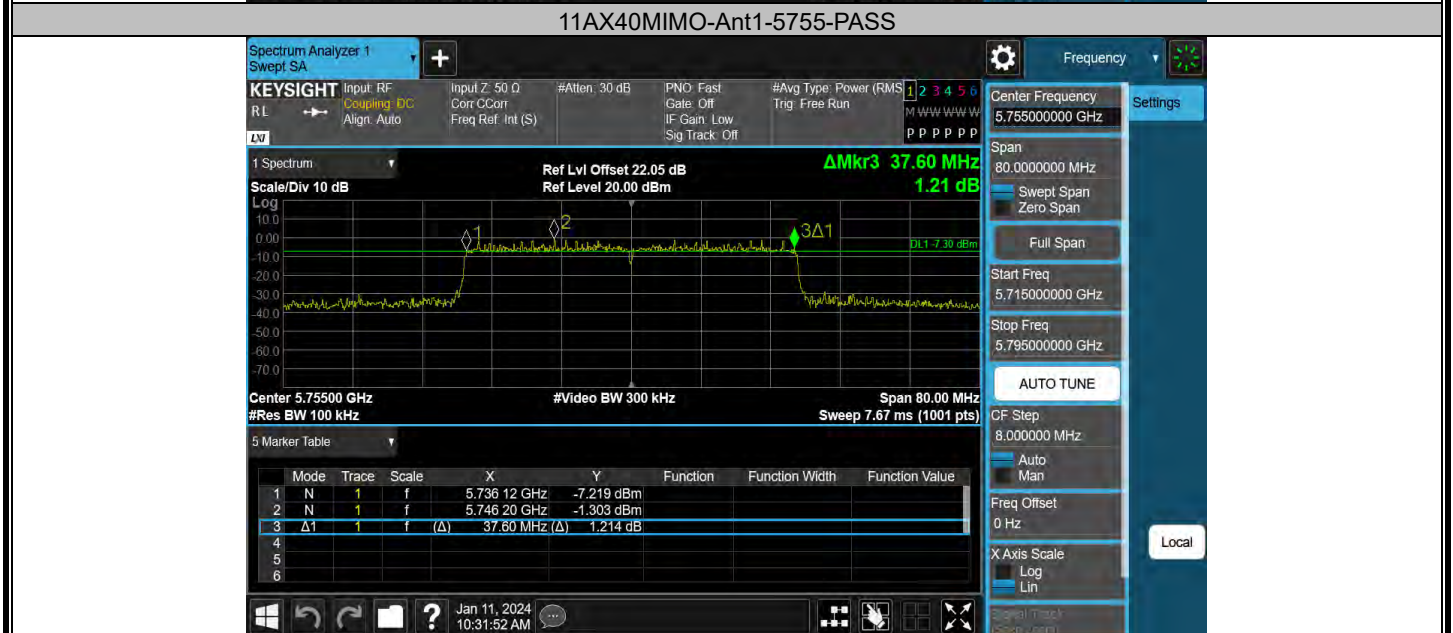 11AX40MIMO-Ant1-5755-PASS
Spectrum Analyzer 1
Swept SA
+
Frequency
KEYSIGHT
RL
LXI
Input: RF
Coupling: DC
Align: Auto
Input Z: 50 Ω
Corr CCorr
Freq Ref: Int (S)
#Atten: 30 dB
PNO: Fast
Gate: Off
IF Gain: Low
Sig Track: Off
#Avg Type: Power (RMS
Trig: Free Run
1 2 3 4 5 6
M W W W W W
P P P P P P
Center Frequency
5.755000000 GHz
Settings
1 Spectrum
Scale/Div 10 dB
Ref Lvl Offset 22.05 dB
Ref Level 20.00 dBm
ΔMkr3 37.60 MHz
1.21 dB
Span
80.0000000 MHz
Swept Span
Zero Span
Full Span
Start Freq
5.715000000 GHz
Stop Freq
5.795000000 GHz
AUTO TUNE
CF Step
8.000000 MHz
Auto
Man
Freq Offset
0 Hz
X Axis Scale
Log
Lin
Local
Log
10.0
0.00
-10.0
-20.0
-30.0
-40.0
-50.0
-60.0
-70.0
1
2
3Δ1
DL1 -7.30 dBm
Center 5.75500 GHz
#Res BW 100 kHz
#Video BW 300 kHz
Span 80.00 MHz
Sweep 7.67 ms (1001 pts)
5 Marker Table
Mode Trace Scale X Y Function Function Width Function Value
1 N 1 f 5.736 12 GHz -7.219 dBm
2 N 1 f 5.746 20 GHz -1.303 dBm
3 Δ1 1 f (Δ) 37.60 MHz (Δ) 1.214 dB
4
5
6
?
Jan 11, 2024
10:31:52 AM